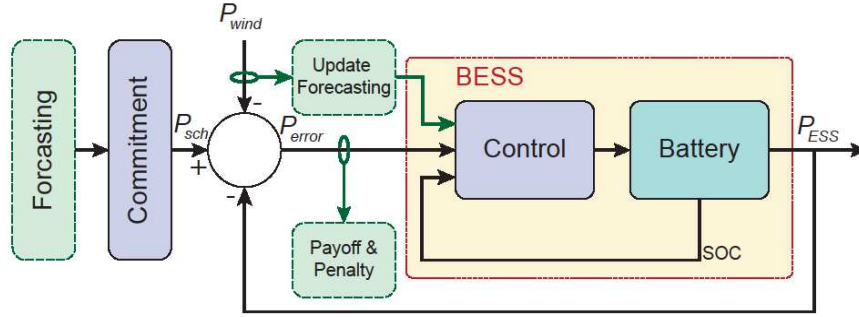 P_wind
Update
Forecasting
BESS
Forcasting
Commitment
P_sch
+
-
-
P_error
Control
Battery
P_ESS
Payoff &
Penalty
SOC